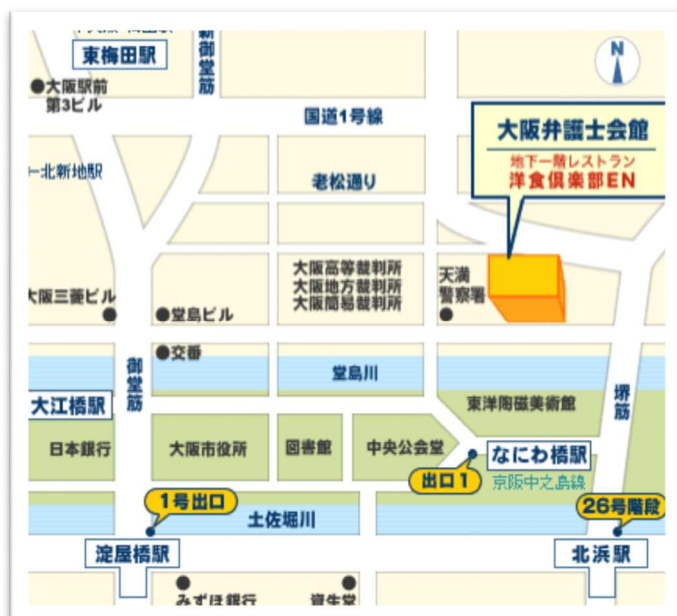 東梅田駅
新御堂筋
N
●大阪駅前
第3ビル
国道1号線
大阪弁護士会館
地下一階レストラン
洋食倶楽部EN
北新地駅
老松通り
大阪高等裁判所
大阪地方裁判所
大阪簡易裁判所
天満
警察署
大阪三菱ビル
●堂島ビル
●交番
御堂筋
堂島川
堺筋
大江橋駅
東洋陶磁美術館
日本銀行
大阪市役所
図書館
中央公会堂
なにわ橋駅
出口1
京阪中之島線
1号出口
26号階段
土佐堀川
淀屋橋駅
北浜駅
みずほ銀行
資生堂